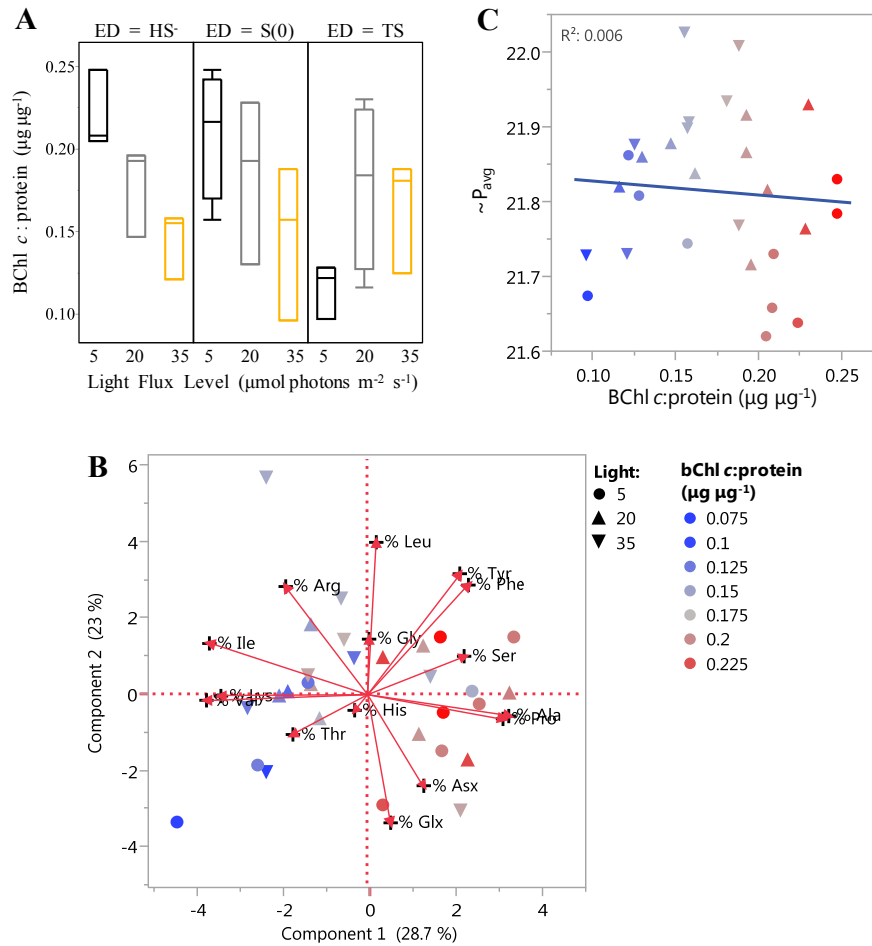 A
ED = HS-
ED = S(0)
ED = TS
0.25
0.20
0.15
0.10
BChl c : protein (µg µg-1)
5 20 35 5 20 35 5 20 35
Light Flux Level (µmol photons m-2 s-1)
C
R²: 0.006
22.0
21.9
21.8
21.7
21.6
~ Pavg
0.10 0.15 0.20 0.25
BChl c:protein (µg µg-1)
B
6
4
2
0
-2
-4
Component 2 (23 %)
% Leu
% Tyr
% Phe
% Arg
% Gly
% Ile
% Ser
% Lys
% Val
% His
% Ala
% Pro
% Thr
% Asx
% Glx
-4 -2 0 2 4
Component 1 (28.7 %)
Light:
5
20
35
bChl c:protein
(µg µg-1)
0.075
0.1
0.125
0.15
0.175
0.2
0.225